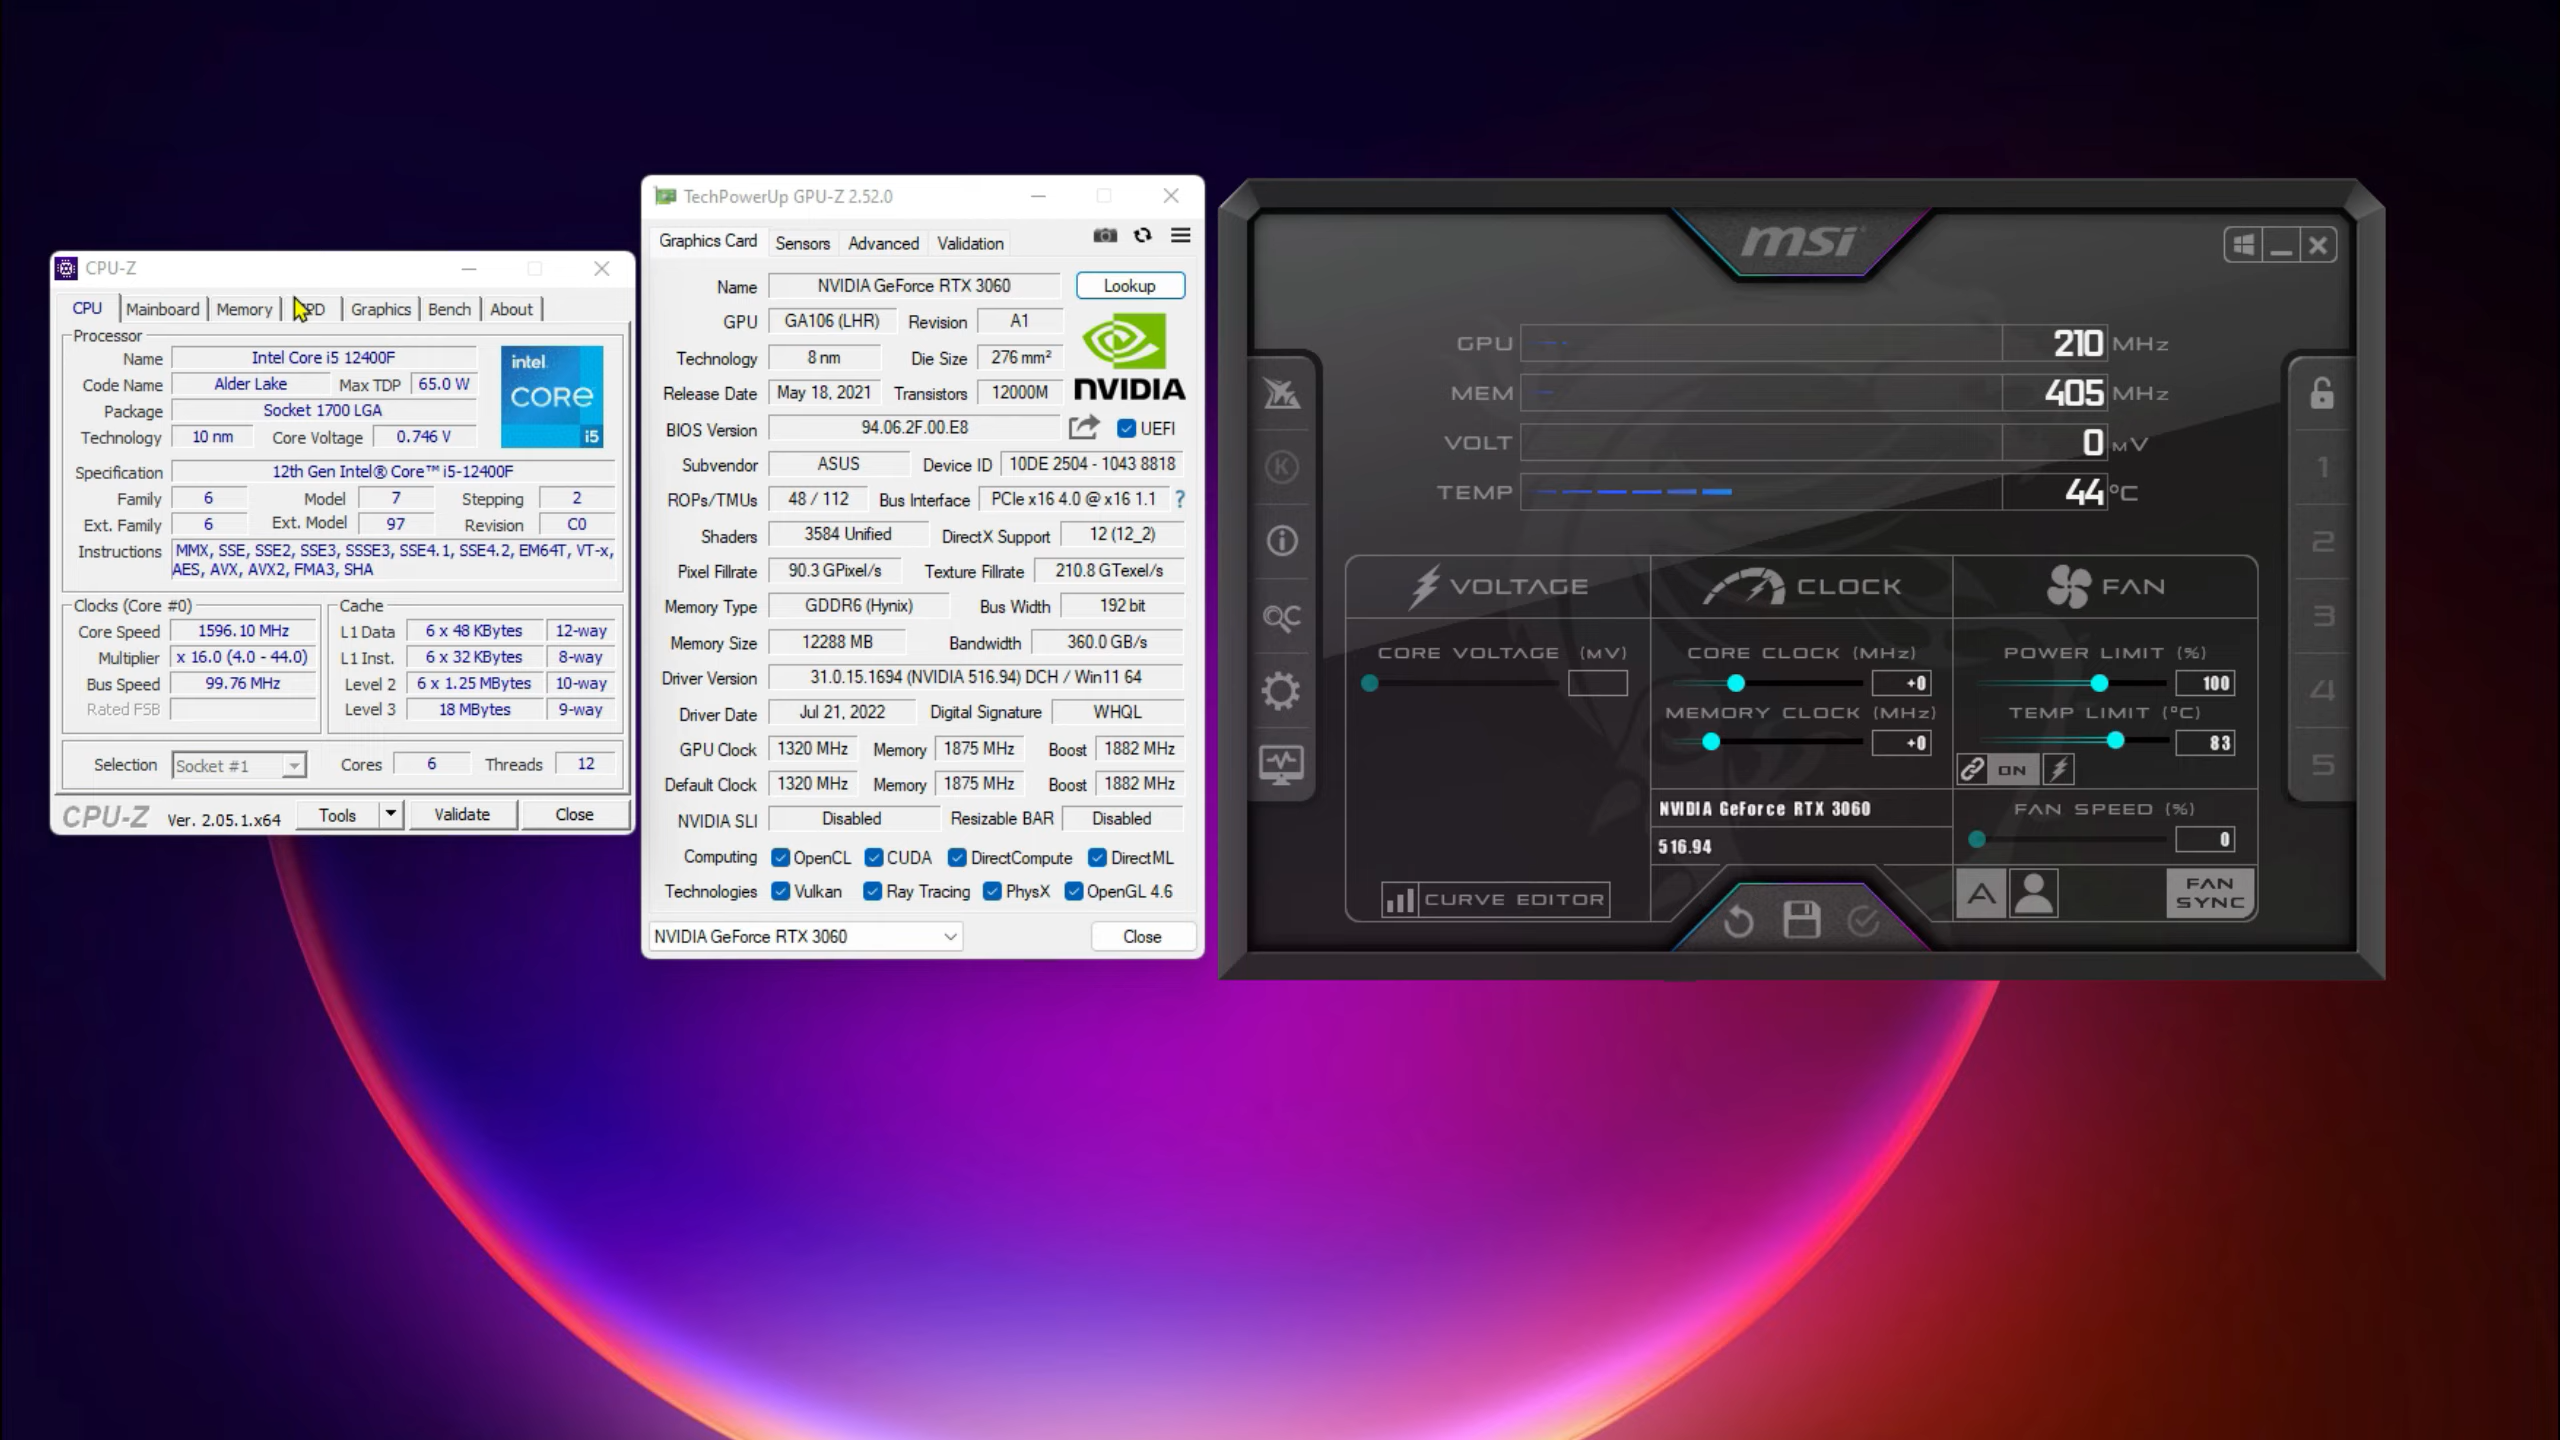 CPU-Z
CPU Mainboard Memory PD Graphics Bench About
Processor
Name Intel Core i5 12400F
Code Name Alder Lake Max TDP 65.0 W
Package Socket 1700 LGA
Technology 10 nm Core Voltage 0.746 V
intel. CORE i5
Specification 12th Gen Intel® Core™ i5-12400F
Family 6 Model 7 Stepping 2
Ext. Family 6 Ext. Model 97 Revision C0
Instructions MMX, SSE, SSE2, SSE3, SSSE3, SSE4.1, SSE4.2, EM64T, VT-x,
AES, AVX, AVX2, FMA3, SHA
Clocks (Core #0)
Core Speed 1596.10 MHz
Multiplier x 16.0 (4.0 - 44.0)
Bus Speed 99.76 MHz
Rated FSB
Cache
L1 Data 6 x 48 KBytes 12-way
L1 Inst. 6 x 32 KBytes 8-way
Level 2 6 x 1.25 MBytes 10-way
Level 3 18 MBytes 9-way
Selection Socket #1 Cores 6 Threads 12
CPU-Z Ver. 2.05.1.x64 Tools Validate Close
TechPowerUp GPU-Z 2.52.0
Graphics Card Sensors Advanced Validation
Name NVIDIA GeForce RTX 3060 Lookup
GPU GA106 (LHR) Revision A1
Technology 8 nm Die Size 276 mm²
Release Date May 18, 2021 Transistors 12000M
NVIDIA
BIOS Version 94.06.2F.00.E8 UEFI
Subvendor ASUS Device ID 10DE 2504 - 1043 8818
ROPs/TMUs 48 / 112 Bus Interface PCIe x16 4.0 @ x16 1.1 ?
Shaders 3584 Unified DirectX Support 12 (12_2)
Pixel Fillrate 90.3 GPixel/s Texture Fillrate 210.8 GTexel/s
Memory Type GDDR6 (Hynix) Bus Width 192 bit
Memory Size 12288 MB Bandwidth 360.0 GB/s
Driver Version 31.0.15.1694 (NVIDIA 516.94) DCH / Win11 64
Driver Date Jul 21, 2022 Digital Signature WHQL
GPU Clock 1320 MHz Memory 1875 MHz Boost 1882 MHz
Default Clock 1320 MHz Memory 1875 MHz Boost 1882 MHz
NVIDIA SLI Disabled Resizable BAR Disabled
Computing OpenCL CUDA DirectCompute DirectML
Technologies Vulkan Ray Tracing PhysX OpenGL 4.6
NVIDIA GeForce RTX 3060 Close
msi
GPU 210 MHz
MEM 405 MHz
VOLT 0 mV
TEMP 44 °C
K
OC
1
2
3
4
5
VOLTAGE CLOCK FAN
CORE VOLTAGE (MV)
CURVE EDITOR
CORE CLOCK (MHz)
+0
MEMORY CLOCK (MHz)
+0
NVIDIA GeForce RTX 3060
516.94
POWER LIMIT (%)
100
TEMP LIMIT (°C)
83
ON
FAN SPEED (%)
0
A FAN SYNC